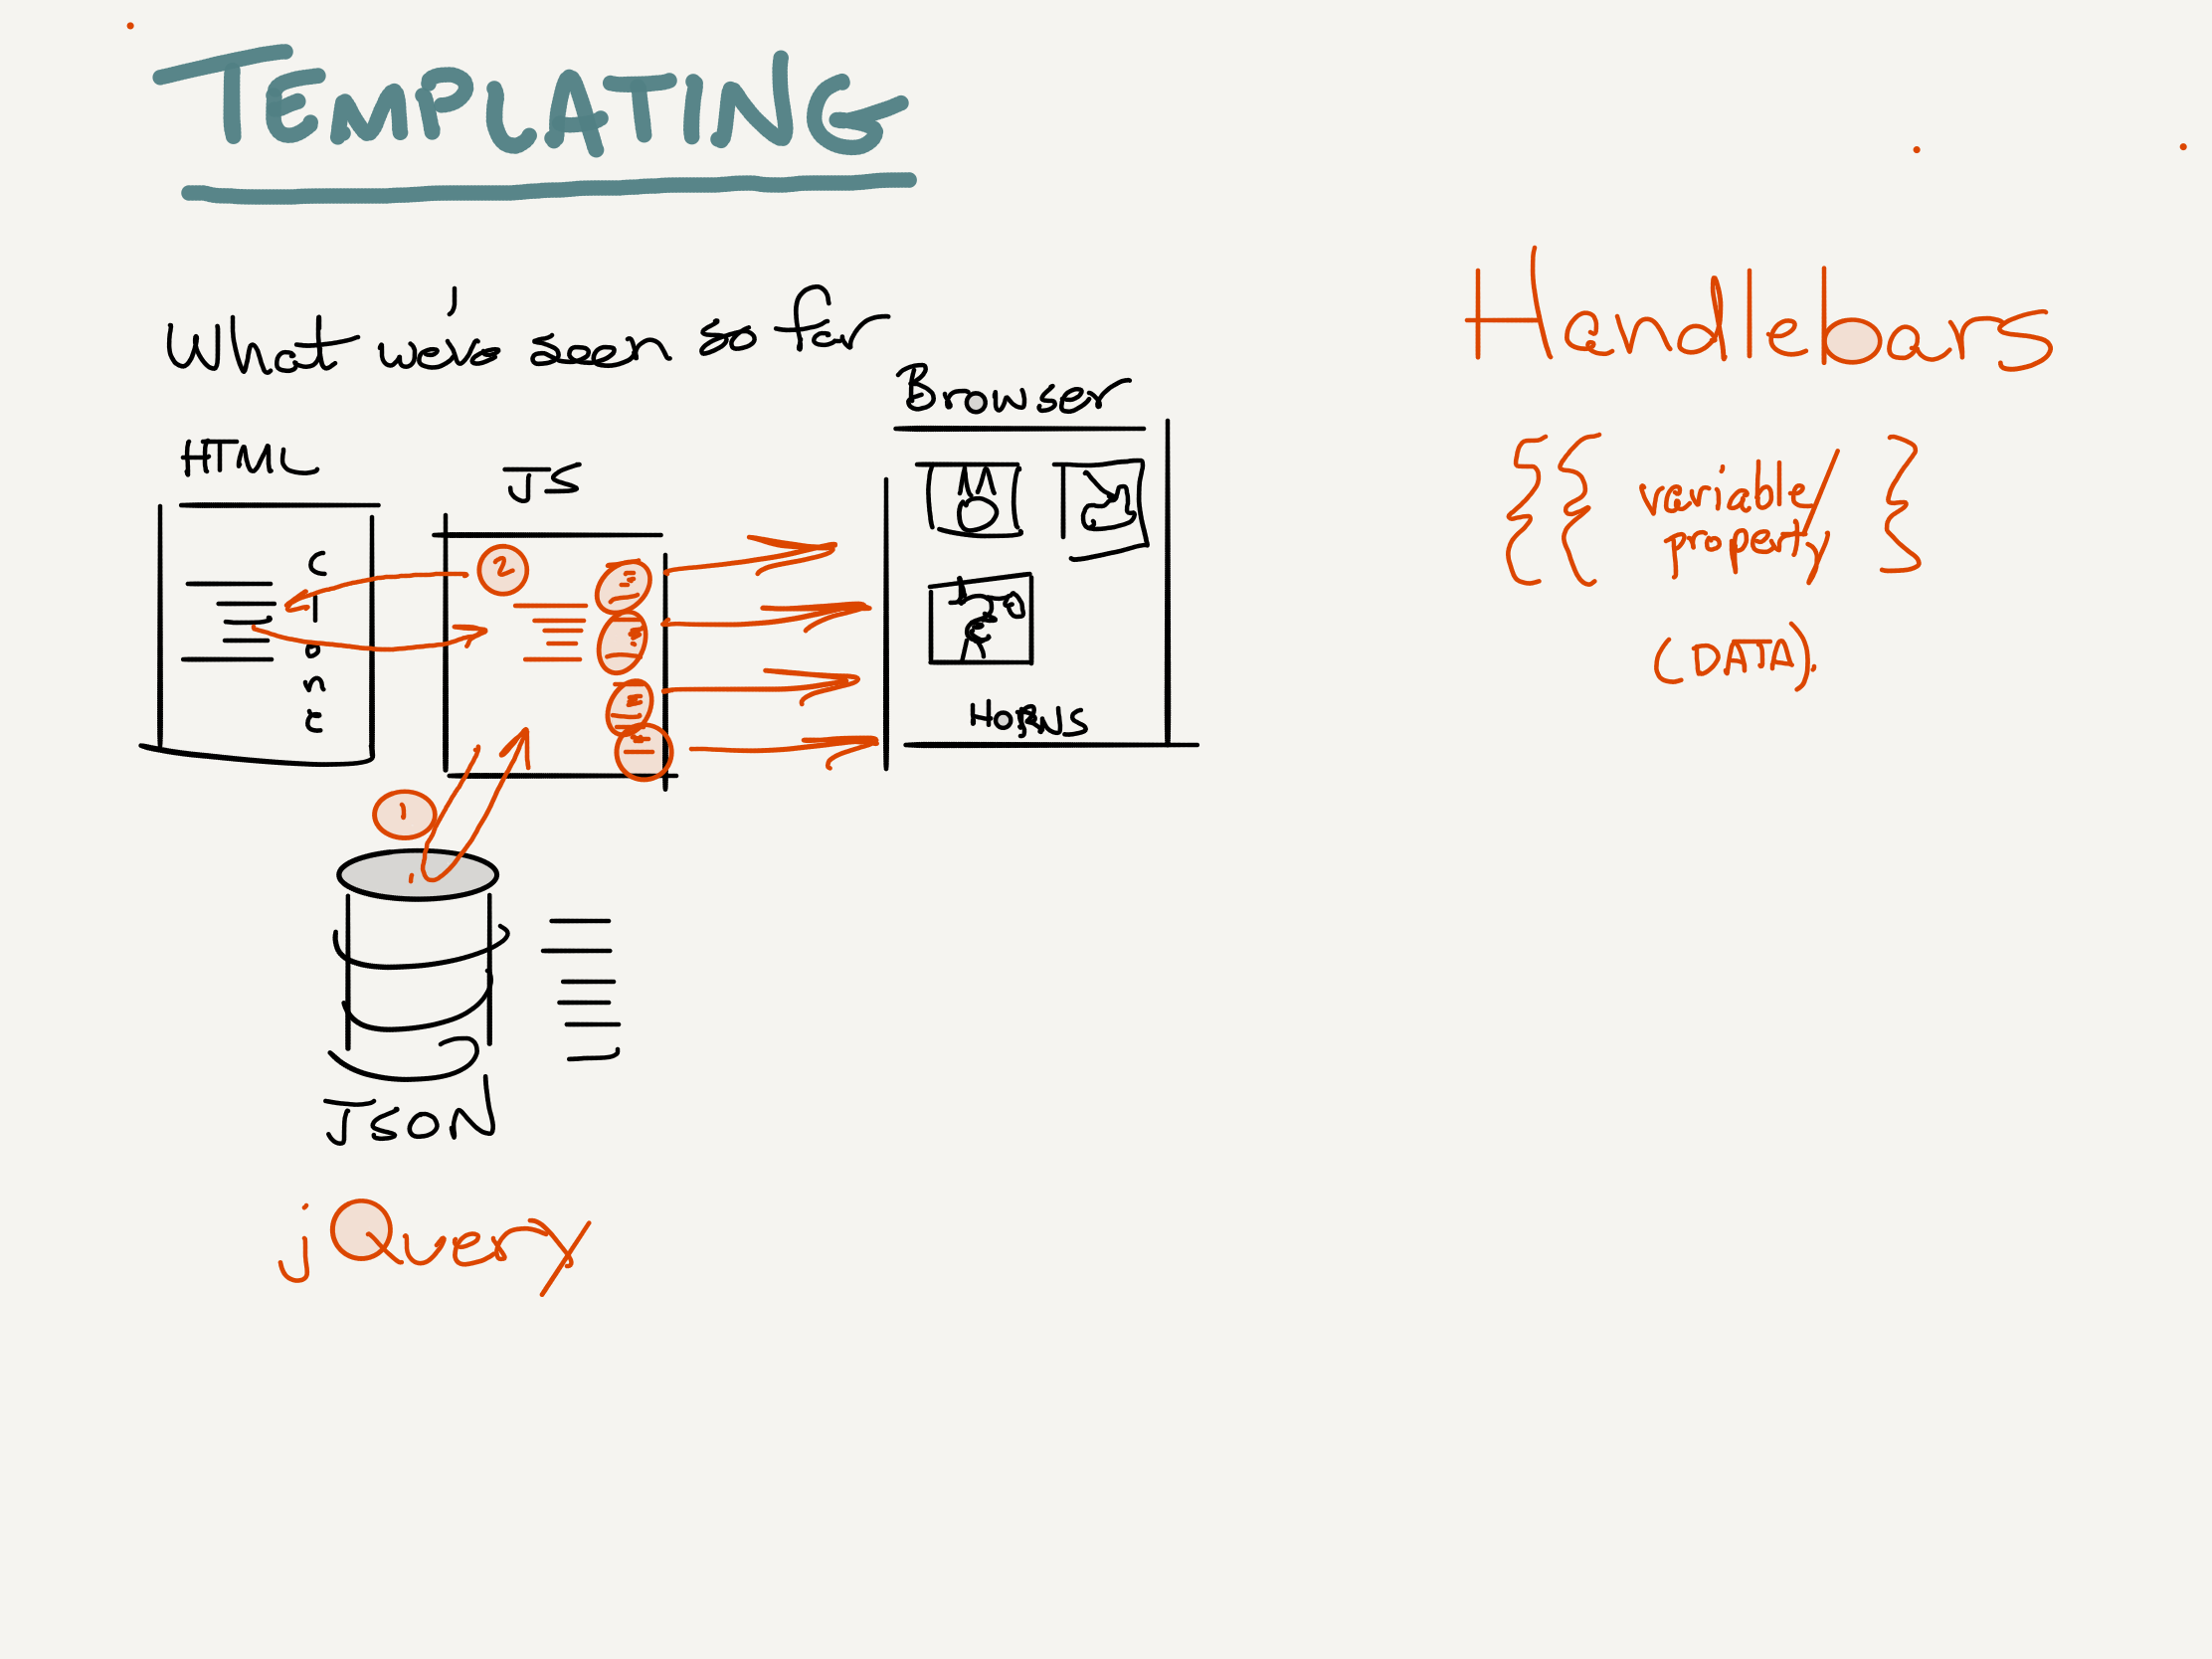 TEMPLATING
What we've seen so far
HTML
JS
Browser
Clone
2
HORNS
1
JSON
jQuery
Handlebars
{{ variable/ }
property
(DATA).